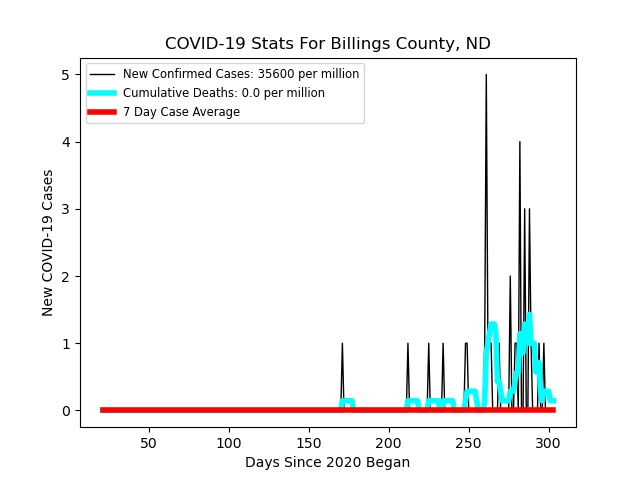 COVID-19 Stats For Billings County, ND
New Confirmed Cases: 35600 per million
Cumulative Deaths: 0.0 per million
7 Day Case Average
New COVID-19 Cases
5
4
3
2
1
0
50 100 150 200 250 300
Days Since 2020 Began